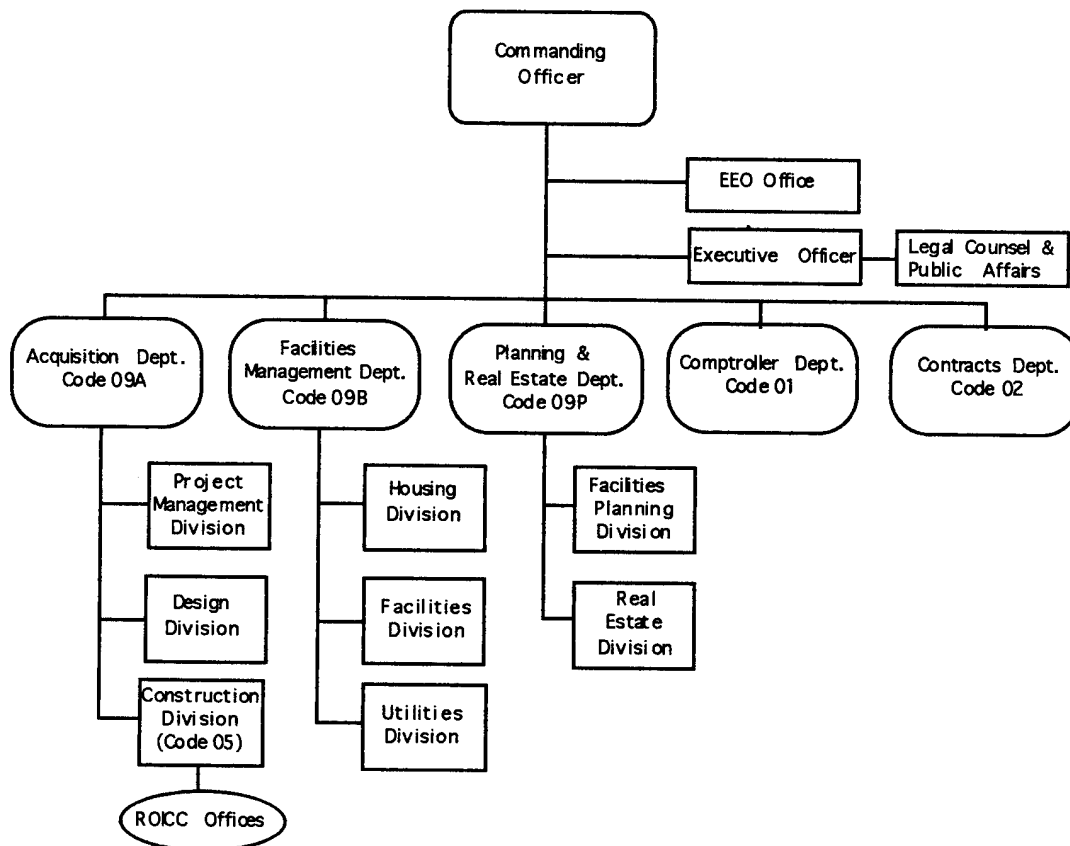 Commanding
Officer
EEO Office
Executive Officer
Legal Counsel &
Public Affairs
Acquisition Dept.
Code 09A
Facilities
Management Dept.
Code 09B
Planning &
Real Estate Dept.
Code 09P
Comptroller Dept.
Code 01
Contracts Dept.
Code 02
Project
Management
Division
Housing
Division
Facilities
Planning
Division
Design
Division
Facilities
Division
Real
Estate
Division
Construction
Division
(Code 05)
Utilities
Division
ROICC Offices